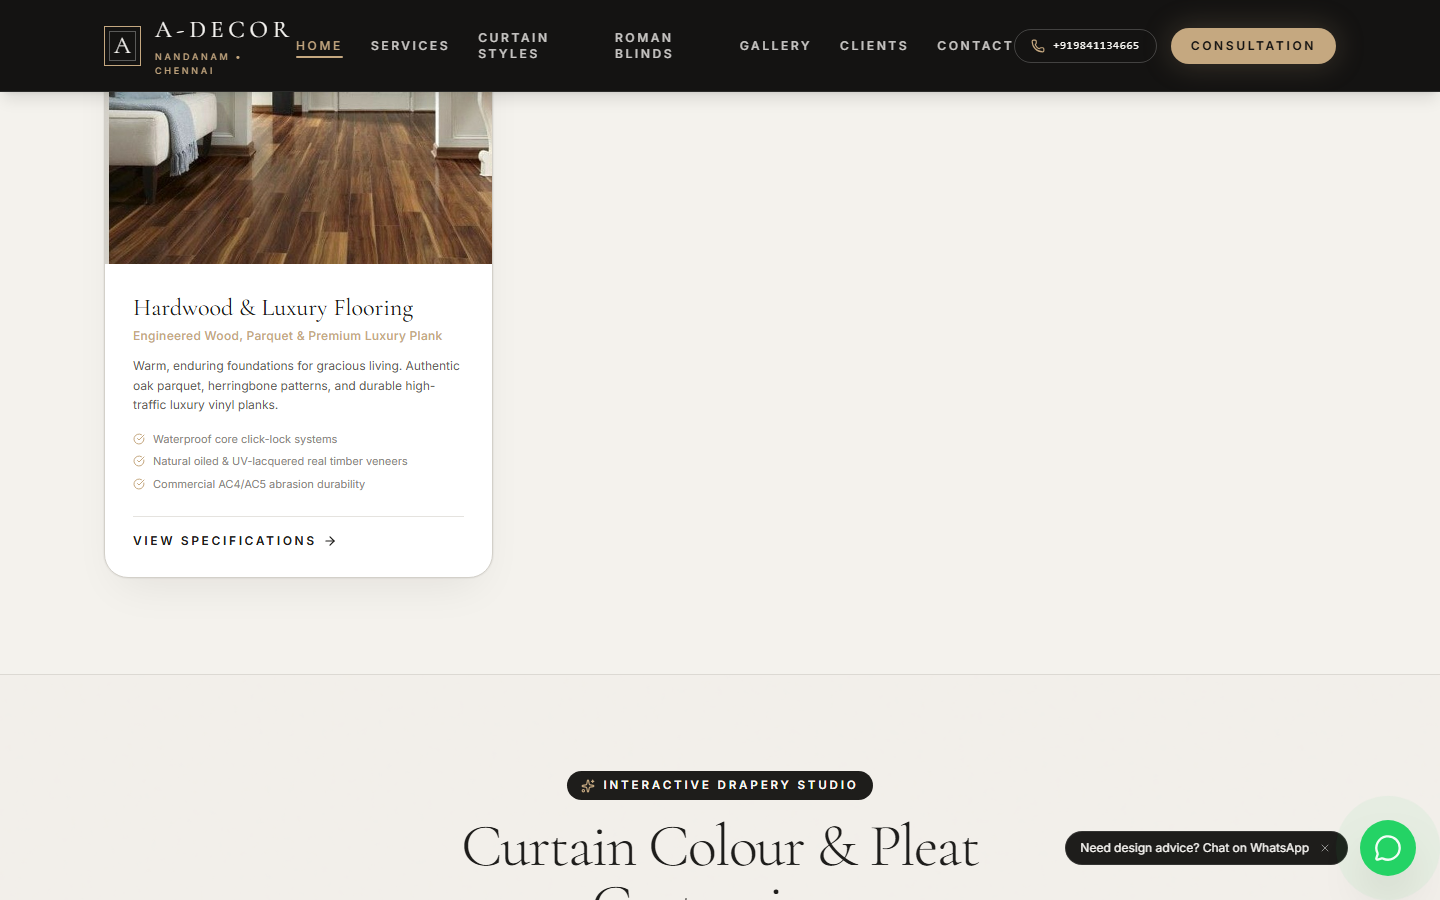 A
A-DECOR
NANDANAM •
CHENNAI
HOME
SERVICES
CURTAIN
STYLES
ROMAN
BLINDS
GALLERY
CLIENTS
CONTACT
+919841134665
CONSULTATION
Hardwood & Luxury Flooring
Engineered Wood, Parquet & Premium Luxury Plank
Warm, enduring foundations for gracious living. Authentic
oak parquet, herringbone patterns, and durable high-
traffic luxury vinyl planks.
Waterproof core click-lock systems
Natural oiled & UV-lacquered real timber veneers
Commercial AC4/AC5 abrasion durability
VIEW SPECIFICATIONS
INTERACTIVE DRAPERY STUDIO
Curtain Colour & Pleat
Need design advice? Chat on WhatsApp